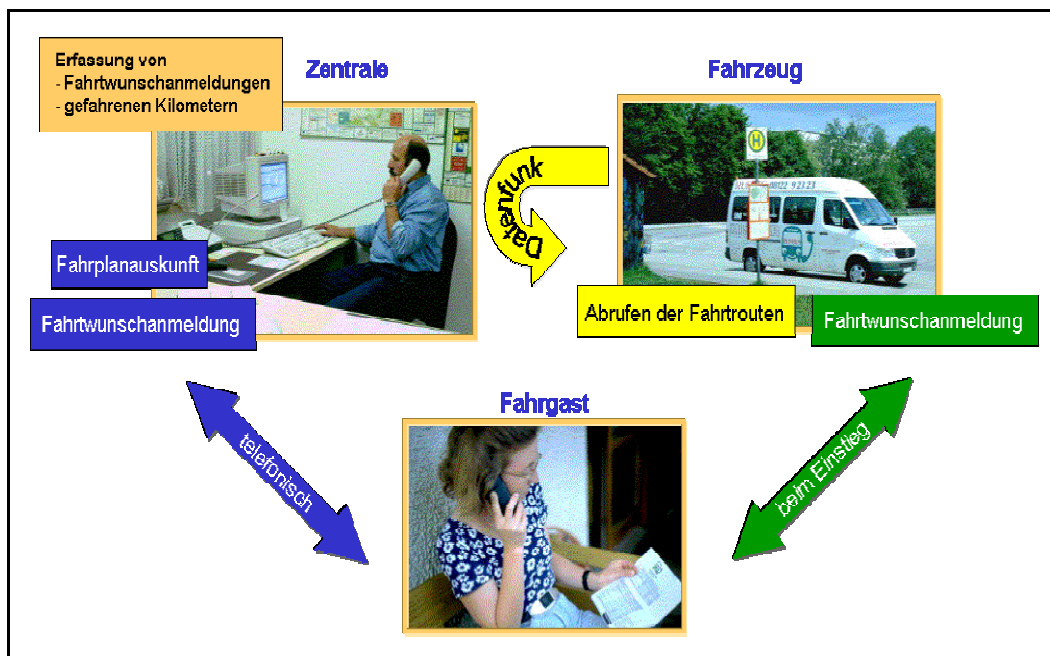 Erfassung von
- Fahrtwunschanmeldungen
- gefahrenen Kilometern
Zentrale
Fahrzeug
Datenfunk
H
Fahrplanauskunft
Fahrtwunschanmeldung
Abrufen der Fahrtrouten
Fahrtwunschanmeldung
Fahrgast
telefonisch
beim Einstieg